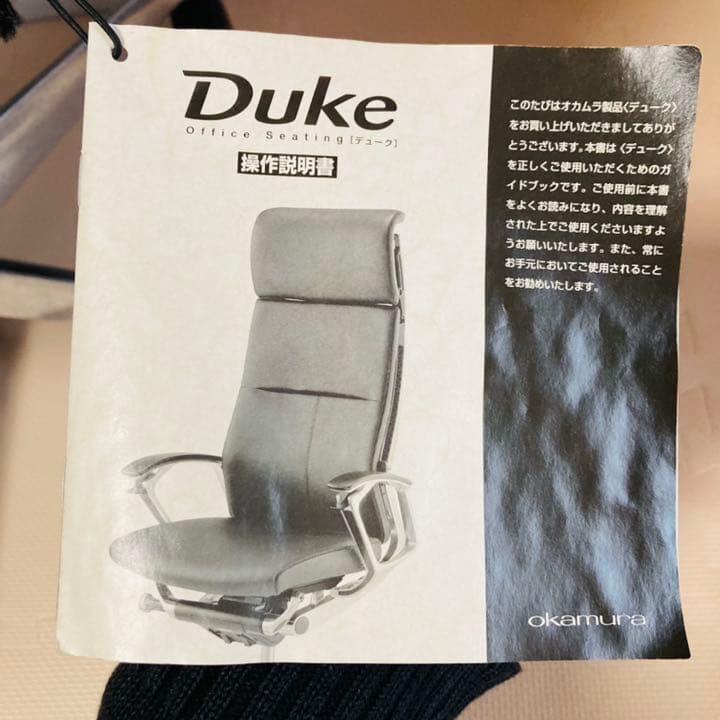 Duke
Office Seating [デューク]
操作説明書
このたびはオカムラ製品〈デューク〉
をお買い上げいただきましてありが
とうございます。本書は〈デューク〉
を正しくご使用いただくためのガ
イドブックです。ご使用前に本書
をよくお読みになり、内容を理解
された上でご使用くださいますよ
うお願いいたします。また、常に
お手元においてご使用されること
をお勧めいたします。
okamura